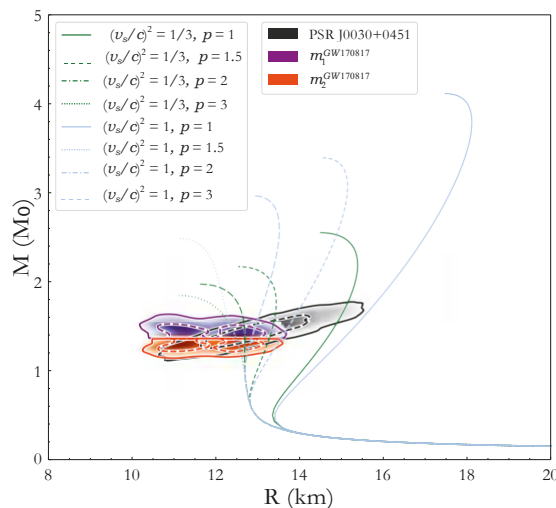 (v_s/c)² = 1/3, p = 1
(v_s/c)² = 1/3, p = 1.5
(v_s/c)² = 1/3, p = 2
(v_s/c)² = 1/3, p = 3
(v_s/c)² = 1, p = 1
(v_s/c)² = 1, p = 1.5
(v_s/c)² = 1, p = 2
(v_s/c)² = 1, p = 3
PSR J0030+0451
m₁^GW170817
m₂^GW170817
M (Mo)
5
4
3
2
1
0
8 10 12 14 16 18 20
R (km)